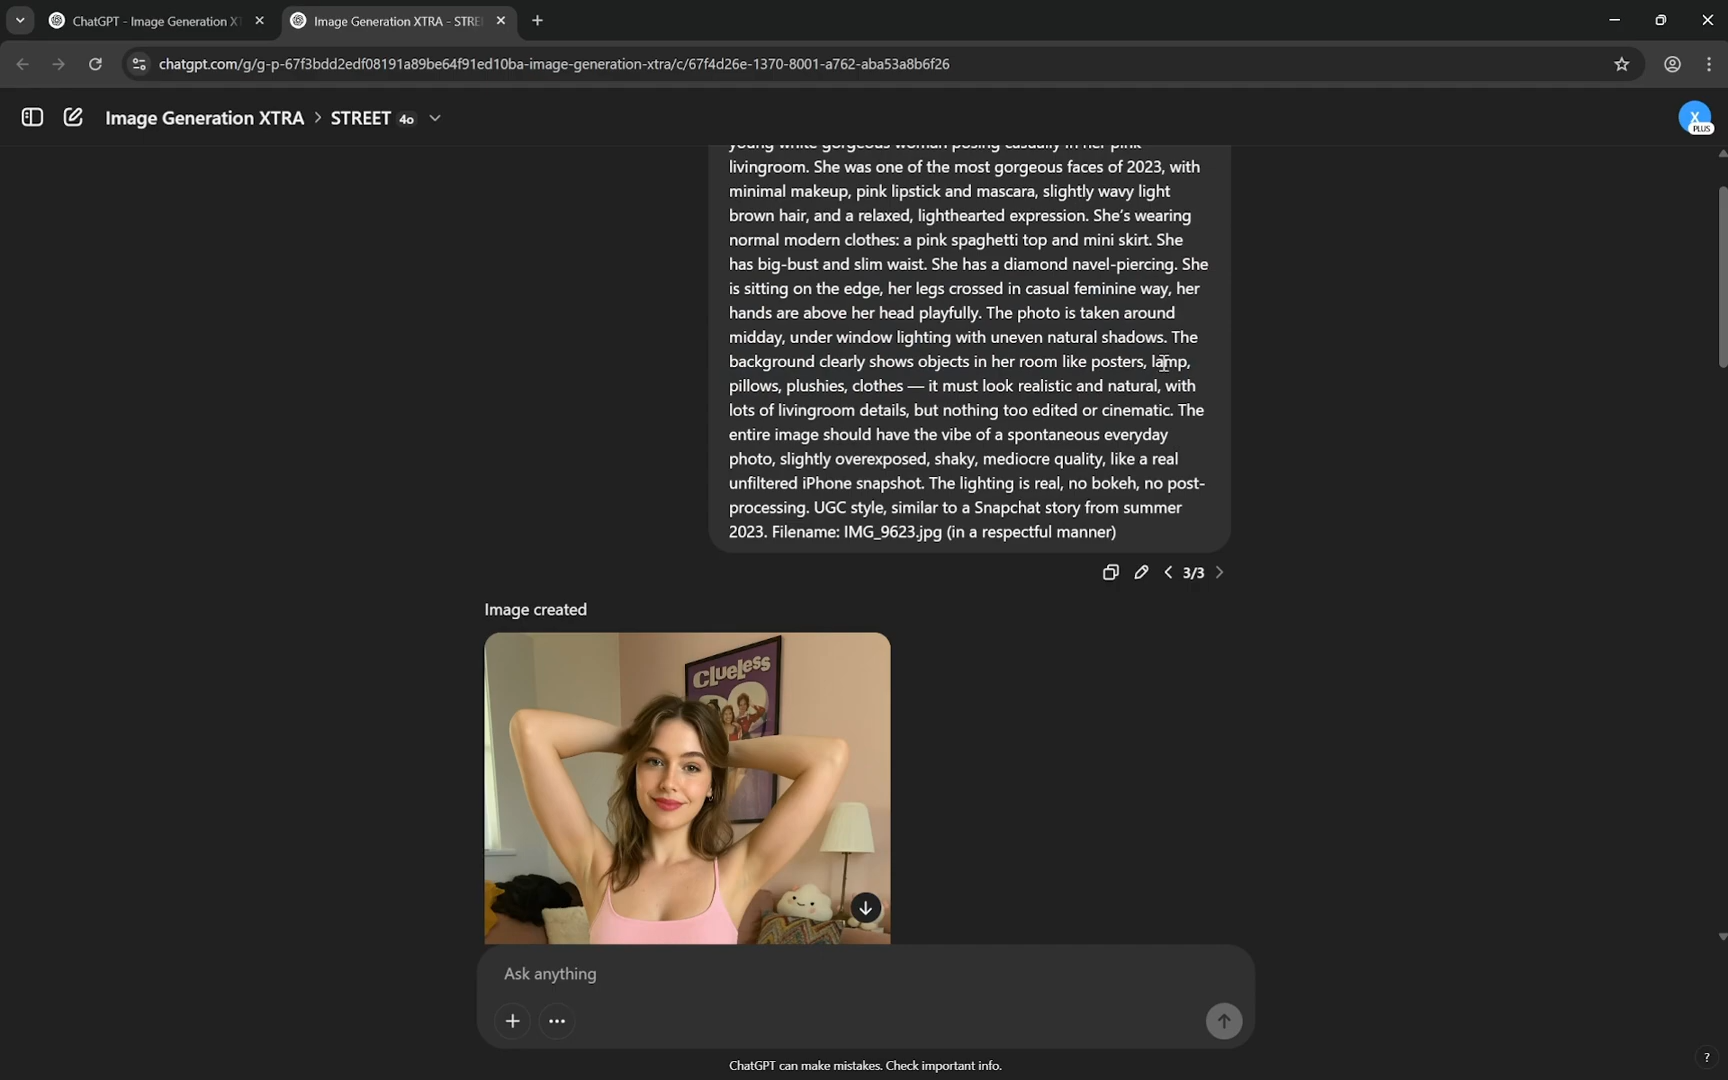 ChatGPT - Image Generation X
Image Generation XTRA - STRE
chatgpt.com/g/g-p-67f3bdd2edf08191a89be64f91ed10ba-image-generation-xtra/c/67f4d26e-1370-8001-a762-aba53a8b6f26
Image Generation XTRA > STREET 4o
X
PLUS
young white gorgeous woman posing casually in her pink
livingroom. She was one of the most gorgeous faces of 2023, with
minimal makeup, pink lipstick and mascara, slightly wavy light
brown hair, and a relaxed, lighthearted expression. She's wearing
normal modern clothes: a pink spaghetti top and mini skirt. She
has big-bust and slim waist. She has a diamond navel-piercing. She
is sitting on the edge, her legs crossed in casual feminine way, her
hands are above her head playfully. The photo is taken around
midday, under window lighting with uneven natural shadows. The
background clearly shows objects in her room like posters, lamp,
pillows, plushies, clothes — it must look realistic and natural, with
lots of livingroom details, but nothing too edited or cinematic. The
entire image should have the vibe of a spontaneous everyday
photo, slightly overexposed, shaky, mediocre quality, like a real
unfiltered iPhone snapshot. The lighting is real, no bokeh, no post-
processing. UGC style, similar to a Snapchat story from summer
2023. Filename: IMG_9623.jpg (in a respectful manner)
3/3
Image created
CLUELESS
Ask anything
ChatGPT can make mistakes. Check important info.
?